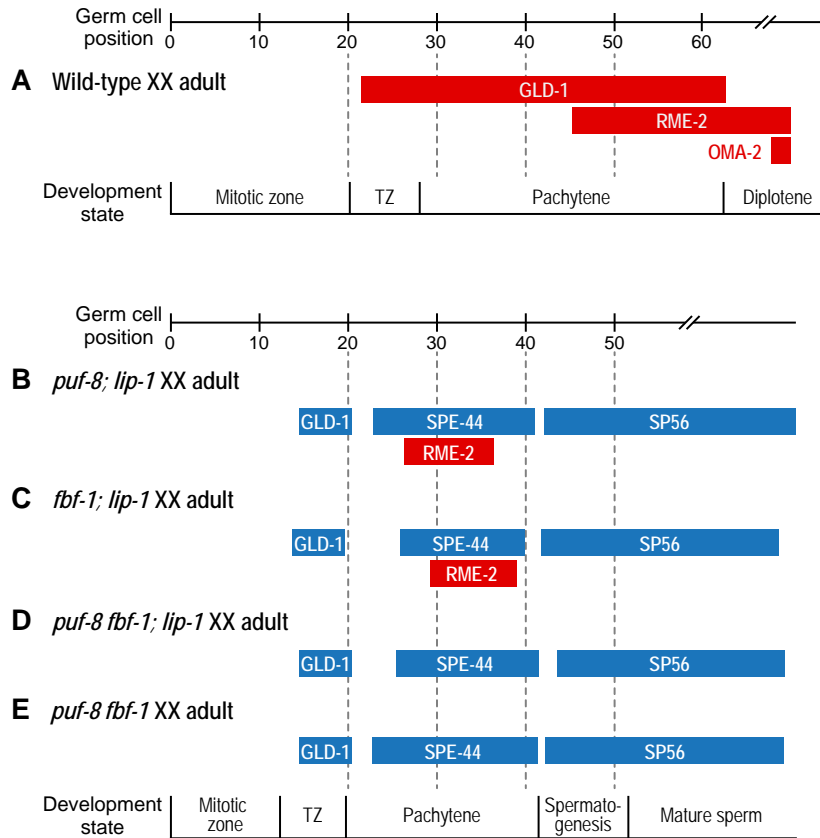 Germ cell
position
0 10 20 30 40 50 60
A Wild-type XX adult
GLD-1
RME-2
OMA-2
Development
state
Mitotic zone TZ Pachytene Diplotene
Germ cell
position
0 10 20 30 40 50
B puf-8; lip-1 XX adult
GLD-1 SPE-44 SP56
RME-2
C fbf-1; lip-1 XX adult
GLD-1 SPE-44 SP56
RME-2
D puf-8 fbf-1; lip-1 XX adult
GLD-1 SPE-44 SP56
E puf-8 fbf-1 XX adult
GLD-1 SPE-44 SP56
Development
state
Mitotic
zone
TZ
Pachytene
Spermato-
genesis
Mature sperm